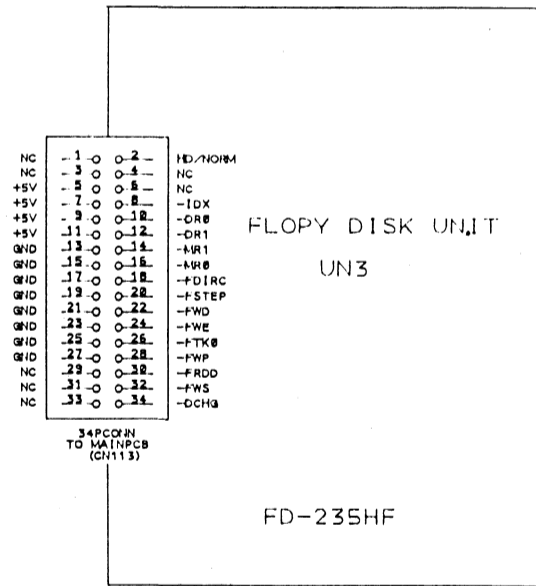 NC 1 2 HD/NORM
NC 3 4 NC
+5V 5 6 NC
+5V 7 8 -IDX
+5V 9 10 -DR0
+5V 11 12 -DR1
GND 13 14 -MR1
GND 15 16 -MR0
GND 17 18 -FDIRC
GND 19 20 -FSTEP
GND 21 22 -FWD
GND 23 24 -FWE
GND 25 26 -FTK0
GND 27 28 -FWP
NC 29 30 -FRDD
NC 31 32 -FWS
NC 33 34 -DCHG
34PCONN
TO MAINPCB
(CN113)
FLOPY DISK UNIT
UN3
FD-235HF